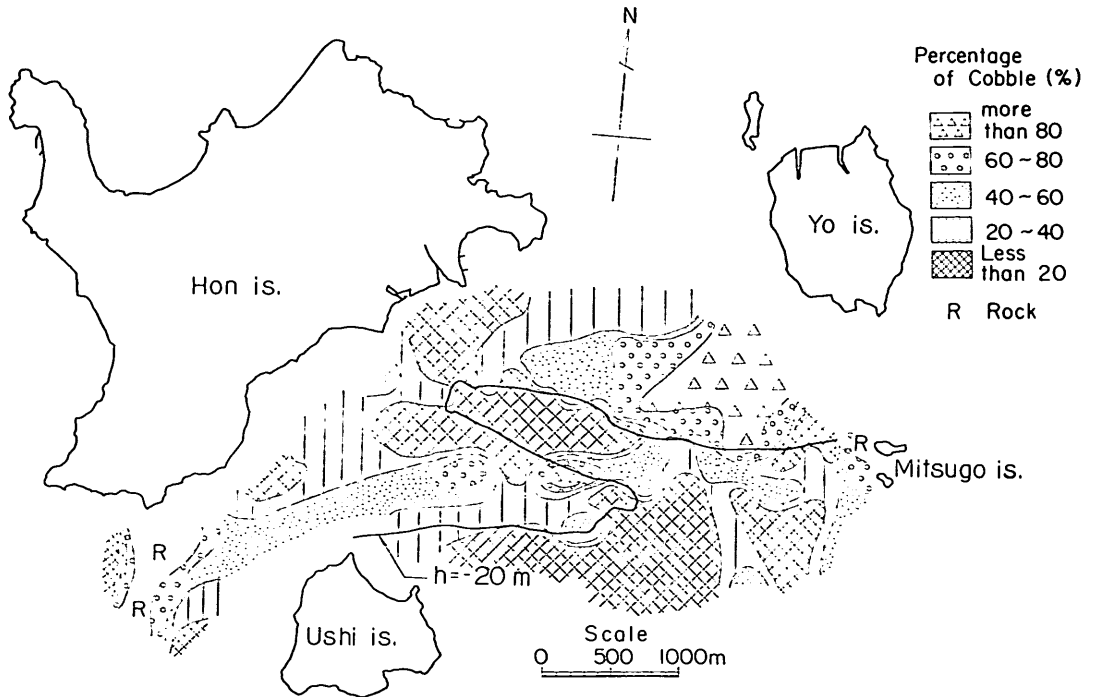 N
Percentage
of Cobble (%)
more
than 80
60~80
40~60
20~40
Less
than 20
R Rock
Yo is.
Hon is.
R
Mitsugo is.
R
h=-20 m
R
Ushi is.
Scale
0 500 1000m